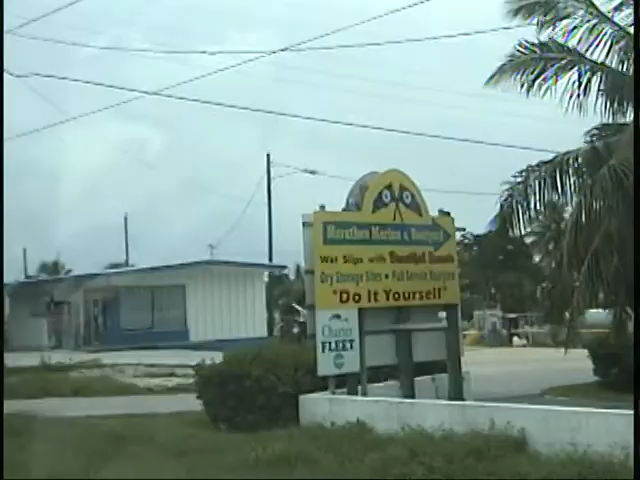 Marathon Marina & Boatyard
Wet Slips with Beautiful Sunsets
Dry Storage Sites • Full Service Boatyard
"Do It Yourself"
Charter
FLEET